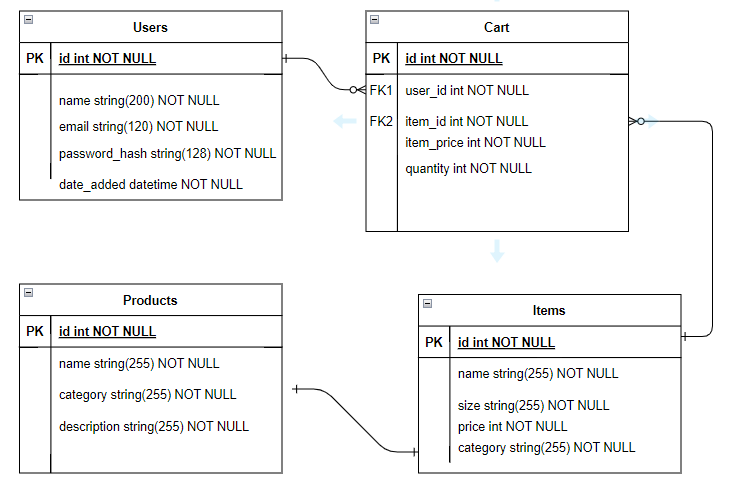 Users
PK id int NOT NULL
name string(200) NOT NULL
email string(120) NOT NULL
password_hash string(128) NOT NULL
date_added datetime NOT NULL
Cart
PK id int NOT NULL
FK1 user_id int NOT NULL
FK2 item_id int NOT NULL
item_price int NOT NULL
quantity int NOT NULL
Products
PK id int NOT NULL
name string(255) NOT NULL
category string(255) NOT NULL
description string(255) NOT NULL
Items
PK id int NOT NULL
name string(255) NOT NULL
size string(255) NOT NULL
price int NOT NULL
category string(255) NOT NULL